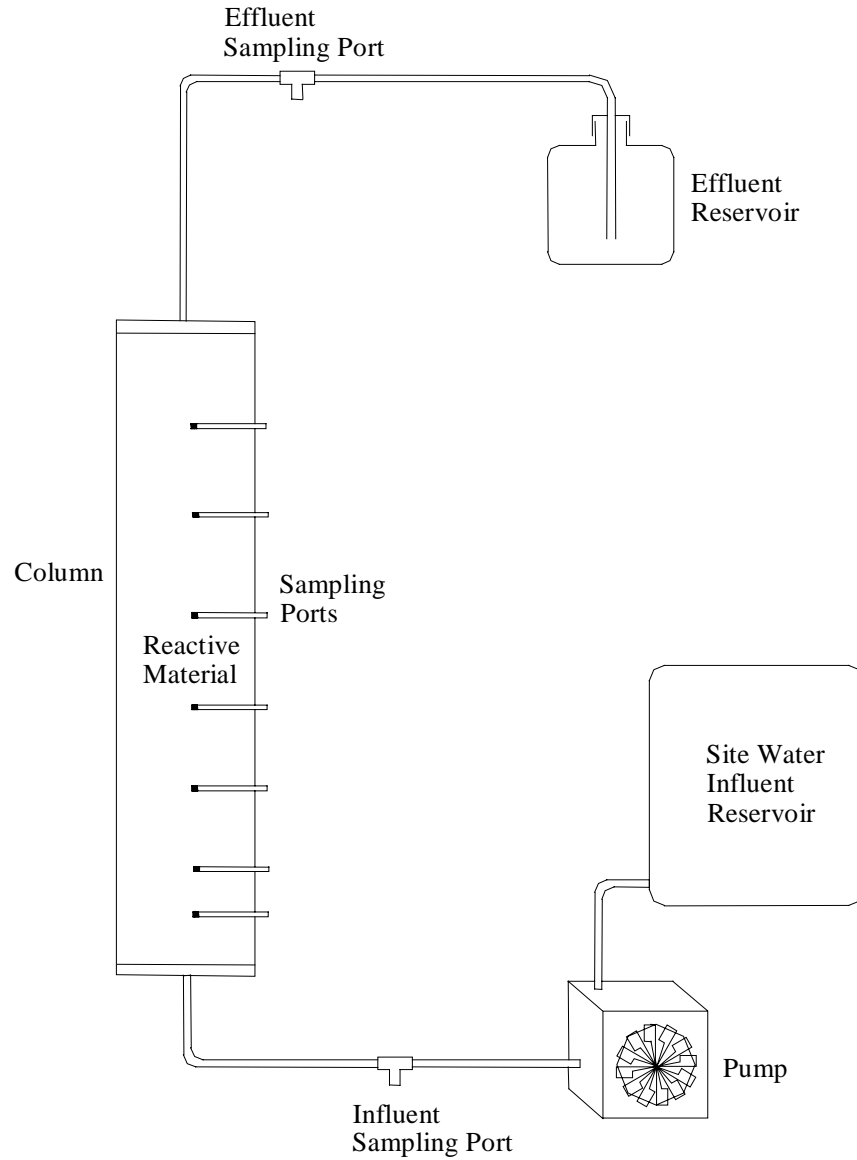 Effluent
Sampling Port
Effluent
Reservoir
Column
Sampling
Ports
Reactive
Material
Site Water
Influent
Reservoir
Pump
Influent
Sampling Port